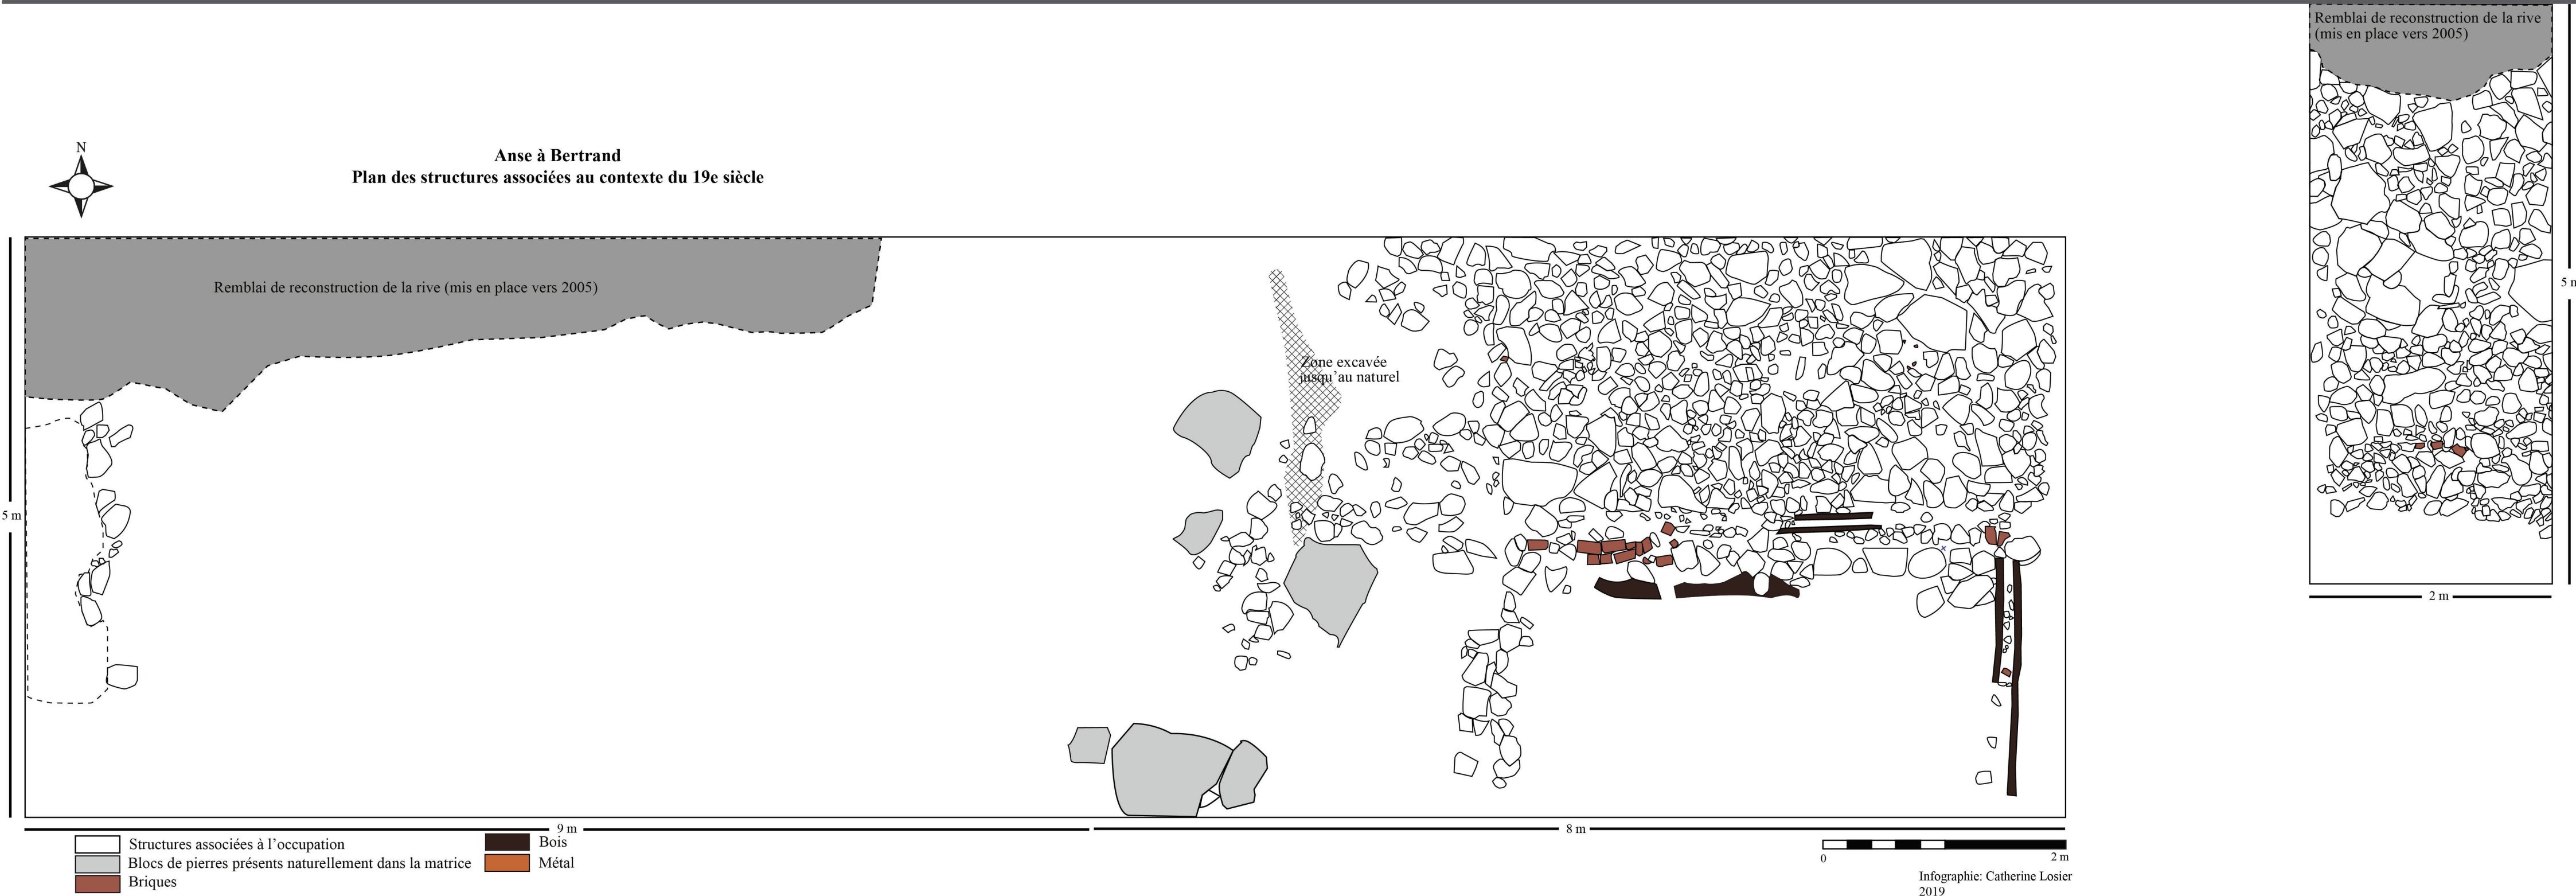 Remblai de reconstruction de la rive
(mis en place vers 2005)
N
Anse à Bertrand
Plan des structures associées au contexte du 19e siècle
Remblai de reconstruction de la rive (mis en place vers 2005)
Zone excavée
jusqu'au naturel
5 m
5 m
2 m
9 m
8 m
Structures associées à l'occupation
Blocs de pierres présents naturellement dans la matrice
Briques
Bois
Métal
0
2 m
Infographie: Catherine Losier
2019